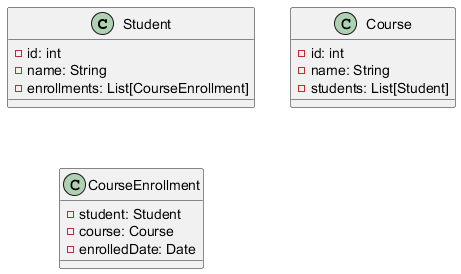 C Student
id: int
name: String
enrollments: List[CourseEnrollment]
C Course
id: int
name: String
students: List[Student]
C CourseEnrollment
student: Student
course: Course
enrolledDate: Date